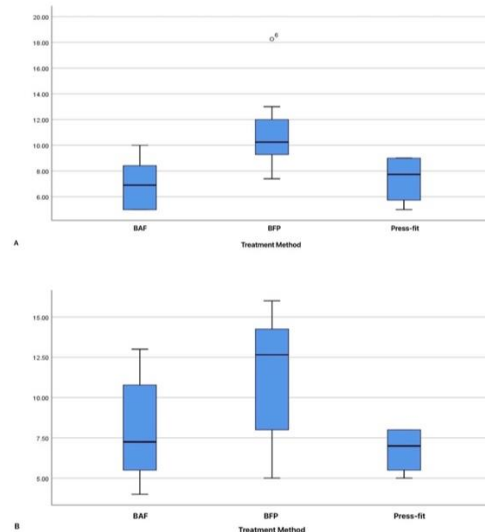 20.00
18.00
16.00
14.00
12.00
10.00
8.00
6.00
6
BAF BFP Press-fit
A
Treatment Method
15.00
12.50
10.00
7.50
5.00
BAF BFP Press-fit
B
Treatment Method